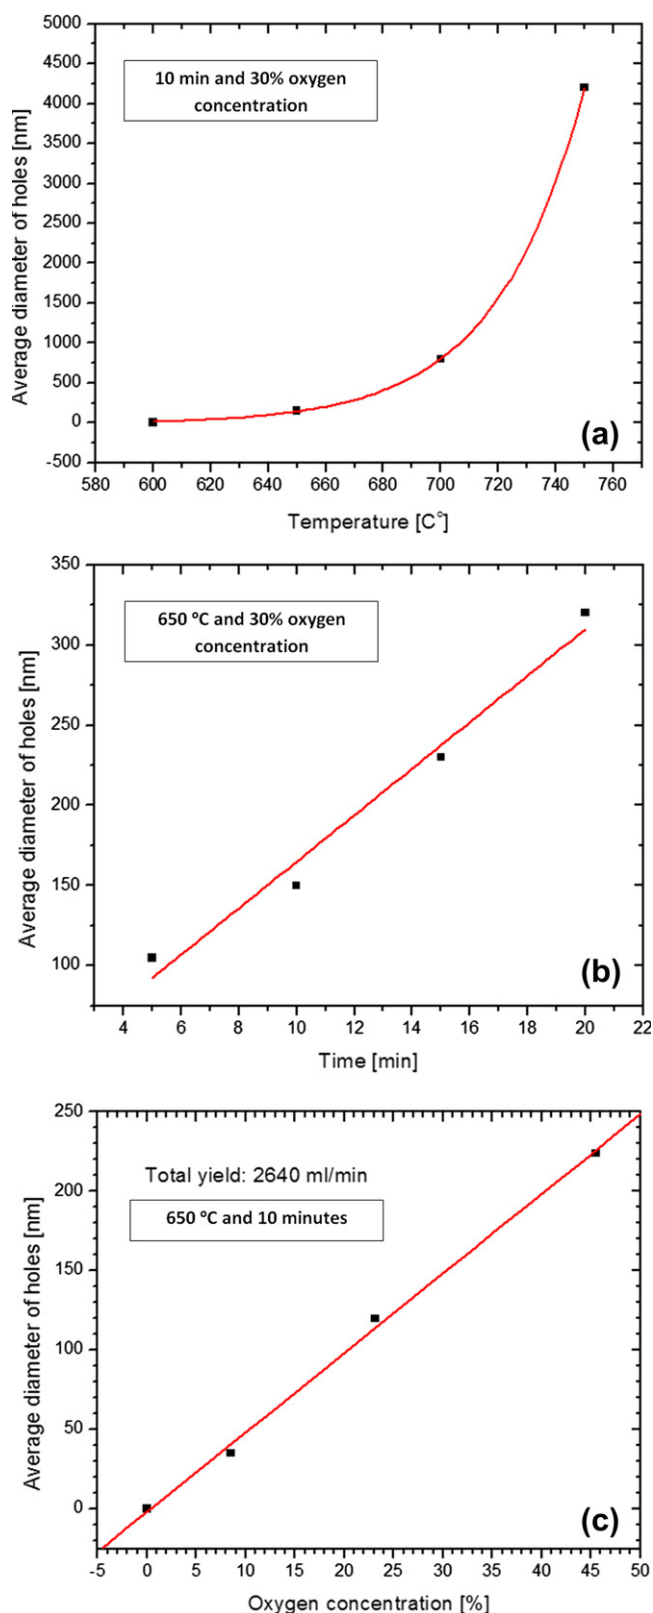 5000
4500
4000
3500
3000
2500
2000
1500
1000
500
0
-500
Average diameter of holes [nm]
10 min and 30% oxygen
concentration
(a)
580 600 620 640 660 680 700 720 740 760
Temperature [C°]
350
300
250
200
150
100
Average diameter of holes [nm]
650 °C and 30% oxygen
concentration
(b)
4 6 8 10 12 14 16 18 20 22
Time [min]
250
200
150
100
50
0
Average diameter of holes [nm]
Total yield: 2640 ml/min
650 °C and 10 minutes
(c)
-5 0 5 10 15 20 25 30 35 40 45 50
Oxygen concentration [%]